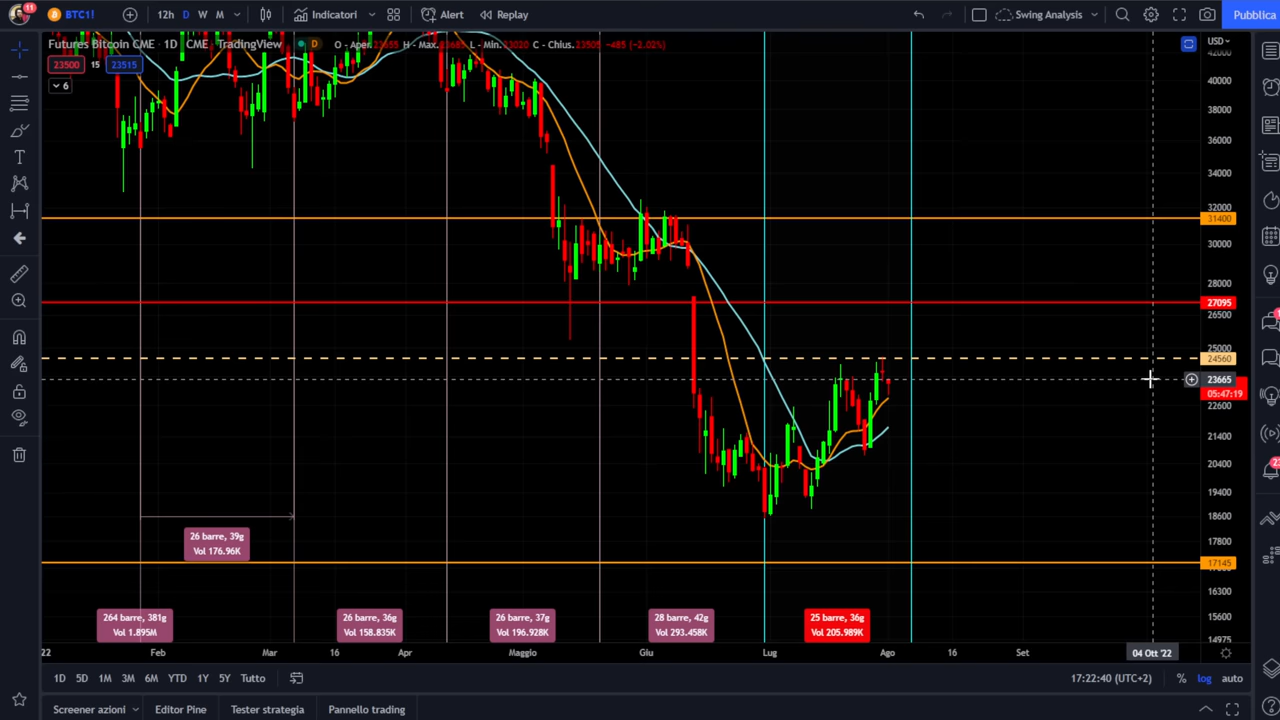 11
BTC1!
12h D W M
Indicatori
Alert
Replay
Swing Analysis
Pubblica
Futures Bitcoin CME · 1D · CME · TradingView
D
O - Aper.23655 H - Max.23685 L - Min.23020 C - Chius.23505 -485 (-2.02%)
23500 15 23515
6
USD
42000
40000
38000
36000
34000
32000
31400
30000
28000
27095
26500
25000
24560
23665
05:47:19
22600
21400
20400
19400
18600
17800
17145
16300
15600
14975
26 barre, 39g
Vol 176.96K
264 barre, 381g
Vol 1.895M
26 barre, 36g
Vol 158.835K
26 barre, 37g
Vol 196.928K
28 barre, 42g
Vol 293.458K
25 barre, 36g
Vol 205.989K
22 Feb Mar 16 Apr Maggio Giu Lug Ago 16 Set 04 Ott '22
1D 5D 1M 3M 6M YTD 1Y 5Y Tutto
17:22:40 (UTC+2)
% log auto
Screener azioni
Editor Pine
Tester strategia
Pannello trading